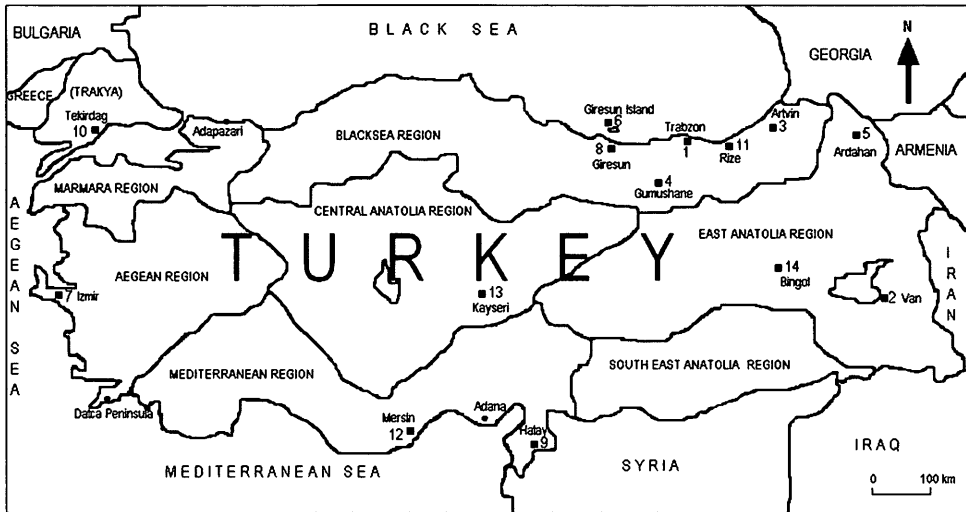 BULGARIA
BLACK SEA
N
GEORGIA
GREECE
(TRAKYA)
Tekirdag
10
Adapazari
Giresun Island
6
Artvin
3
BLACKSEA REGION
Trabzon
1
8
Giresun
11
Rize
5
Ardahan
ARMENIA
MARMARA REGION
4
Gumushane
CENTRAL ANATOLIA REGION
AEGEAN SEA
TURKEY
EAST ANATOLIA REGION
IRAN
AEGEAN REGION
14
Bingol
7 Izmir
13
Kayseri
2 Van
MEDITERRANEAN REGION
SOUTH EAST ANATOLIA REGION
Datca Peninsula
Mersin
12
Adana
Hatay
9
MEDITERRANEAN SEA
SYRIA
IRAQ
0 100 km